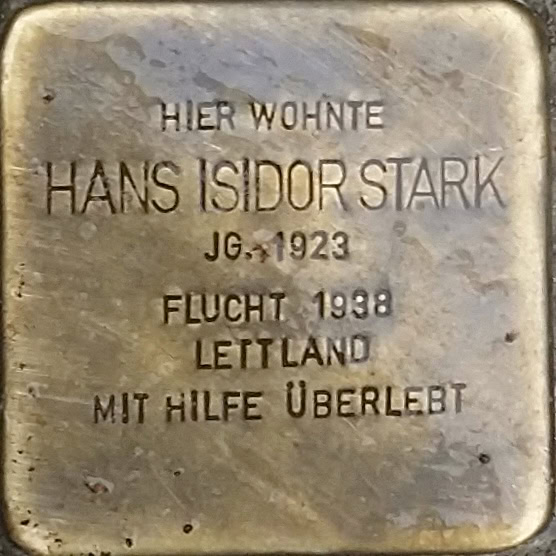 HIER WOHNTE
HANS ISIDOR STARK
JG. 1923
FLUCHT 1938
LETTLAND
MIT HILFE ÜBERLEBT